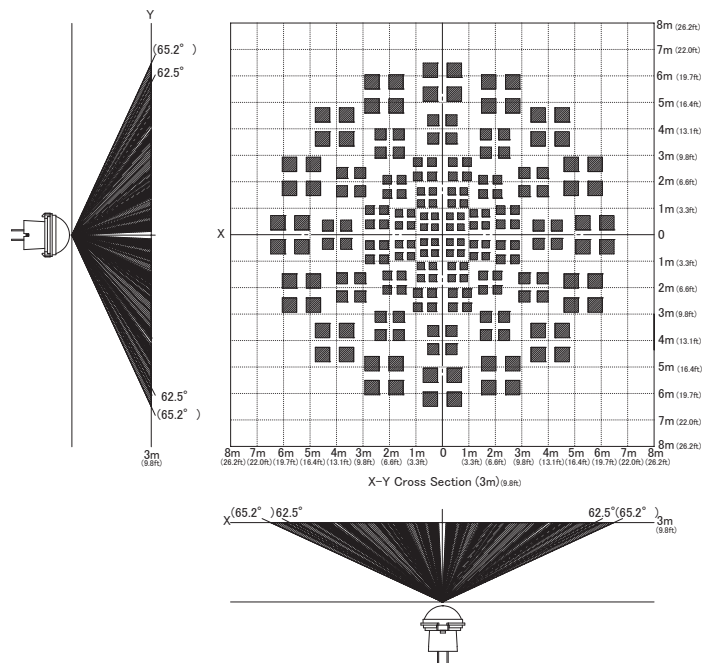 Y
(65.2°)
62.5°
62.5°
(65.2°)
3m
(9.8ft)
8m (26.2ft)
7m (22.0ft)
6m (19.7ft)
5m (16.4ft)
4m (13.1ft)
3m (9.8ft)
2m (6.6ft)
1m (3.3ft)
X 0
1m (3.3ft)
2m (6.6ft)
3m (9.8ft)
4m (13.1ft)
5m (16.4ft)
6m (19.7ft)
7m (22.0ft)
8m (26.2ft)
8m 7m 6m 5m 4m 3m 2m 1m 0 1m 2m 3m 4m 5m 6m 7m 8m
(26.2ft) (22.0ft) (19.7ft) (16.4ft) (13.1ft) (9.8ft) (6.6ft) (3.3ft) (3.3ft) (6.6ft) (9.8ft) (13.1ft) (16.4ft) (19.7ft) (22.0ft) (26.2ft)
X-Y Cross Section (3m) (9.8ft)
(65.2°) 62.5° 62.5° (65.2°)
X 3m
(9.8ft)